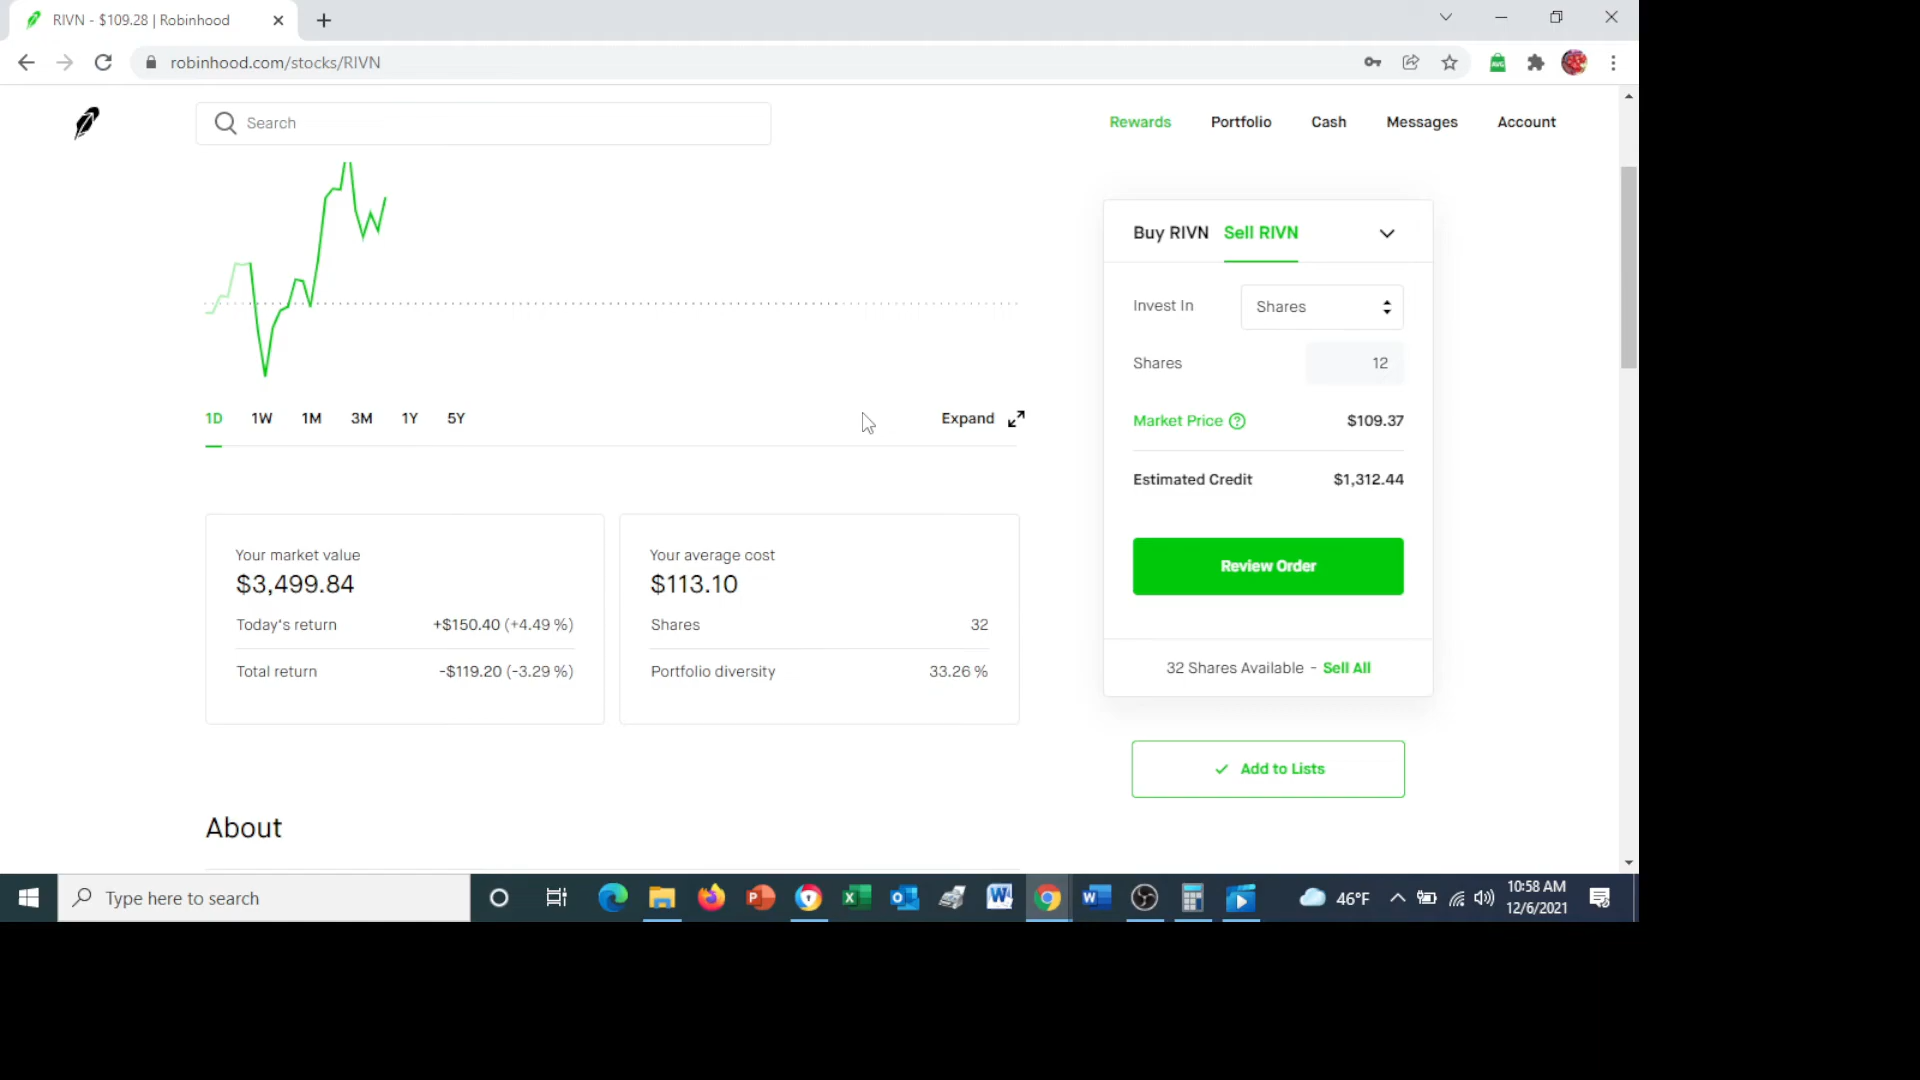 RIVN - $109.28 | Robinhood
robinhood.com/stocks/RIVN
Search
Rewards Portfolio Cash Messages Account
Buy RIVN Sell RIVN
Invest In Shares
Shares 12
Market Price ? $109.37
Estimated Credit $1,312.44
Review Order
32 Shares Available - Sell All
Add to Lists
1D 1W 1M 3M 1Y 5Y Expand
Your market value
$3,499.84
Today's return +$150.40 (+4.49 %)
Total return -$119.20 (-3.29 %)
Your average cost
$113.10
Shares 32
Portfolio diversity 33.26 %
About
Type here to search
46°F
10:58 AM
12/6/2021